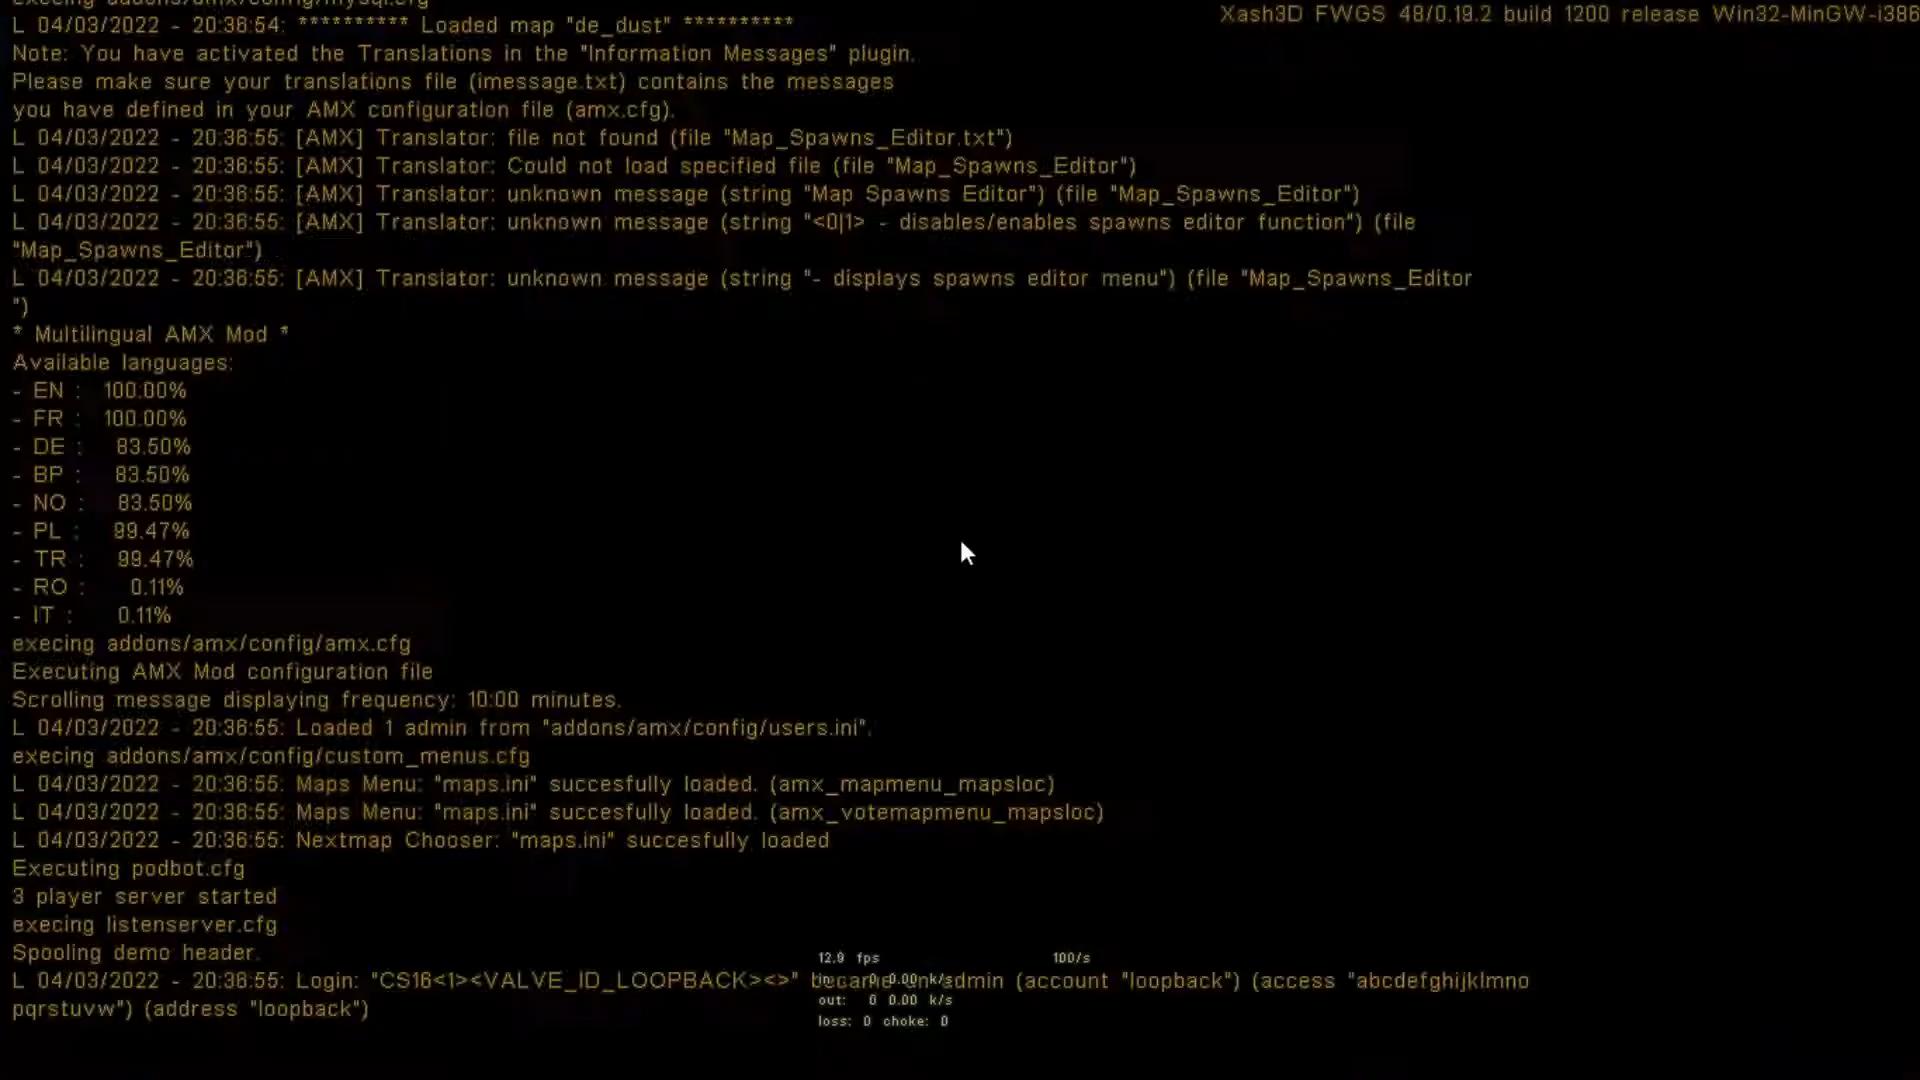 execing addons/amx/config/mysql.cfg
Xash3D FWGS 48/0.19.2 build 1200 release Win32-MinGW-i386
L 04/03/2022 - 20:36:54: ********** Loaded map "de_dust" **********
Note: You have activated the Translations in the "Information Messages" plugin.
Please make sure your translations file (imessage.txt) contains the messages
you have defined in your AMX configuration file (amx.cfg).
L 04/03/2022 - 20:36:55: [AMX] Translator: file not found (file "Map_Spawns_Editor.txt")
L 04/03/2022 - 20:36:55: [AMX] Translator: Could not load specified file (file "Map_Spawns_Editor")
L 04/03/2022 - 20:36:55: [AMX] Translator: unknown message (string "Map Spawns Editor") (file "Map_Spawns_Editor")
L 04/03/2022 - 20:36:55: [AMX] Translator: unknown message (string "<0|1> - disables/enables spawns editor function") (file
"Map_Spawns_Editor")
L 04/03/2022 - 20:36:55: [AMX] Translator: unknown message (string "- displays spawns editor menu") (file "Map_Spawns_Editor
")
* Multilingual AMX Mod *
Available languages:
- EN : 100.00%
- FR : 100.00%
- DE : 83.50%
- BP : 83.50%
- NO : 83.50%
- PL : 99.47%
- TR : 99.47%
- RO : 0.11%
- IT : 0.11%
execing addons/amx/config/amx.cfg
Executing AMX Mod configuration file
Scrolling message displaying frequency: 10:00 minutes.
L 04/03/2022 - 20:36:55: Loaded 1 admin from "addons/amx/config/users.ini".
execing addons/amx/config/custom_menus.cfg
L 04/03/2022 - 20:36:55: Maps Menu: "maps.ini" succesfully loaded. (amx_mapmenu_mapsloc)
L 04/03/2022 - 20:36:55: Maps Menu: "maps.ini" succesfully loaded. (amx_votemapmenu_mapsloc)
L 04/03/2022 - 20:36:55: Nextmap Chooser: "maps.ini" succesfully loaded
Executing podbot.cfg
3 player server started
execing listenserver.cfg
Spooling demo header.
12.9 fps 100/s
L 04/03/2022 - 20:36:55: Login: "CS16<1><VALVE_ID_LOOPBACK><>" became an admin (account "loopback") (access "abcdefghijklmno
in: 0 0.00 k/s
out: 0 0.00 k/s
pqrstuvw") (address "loopback")
loss: 0 choke: 0